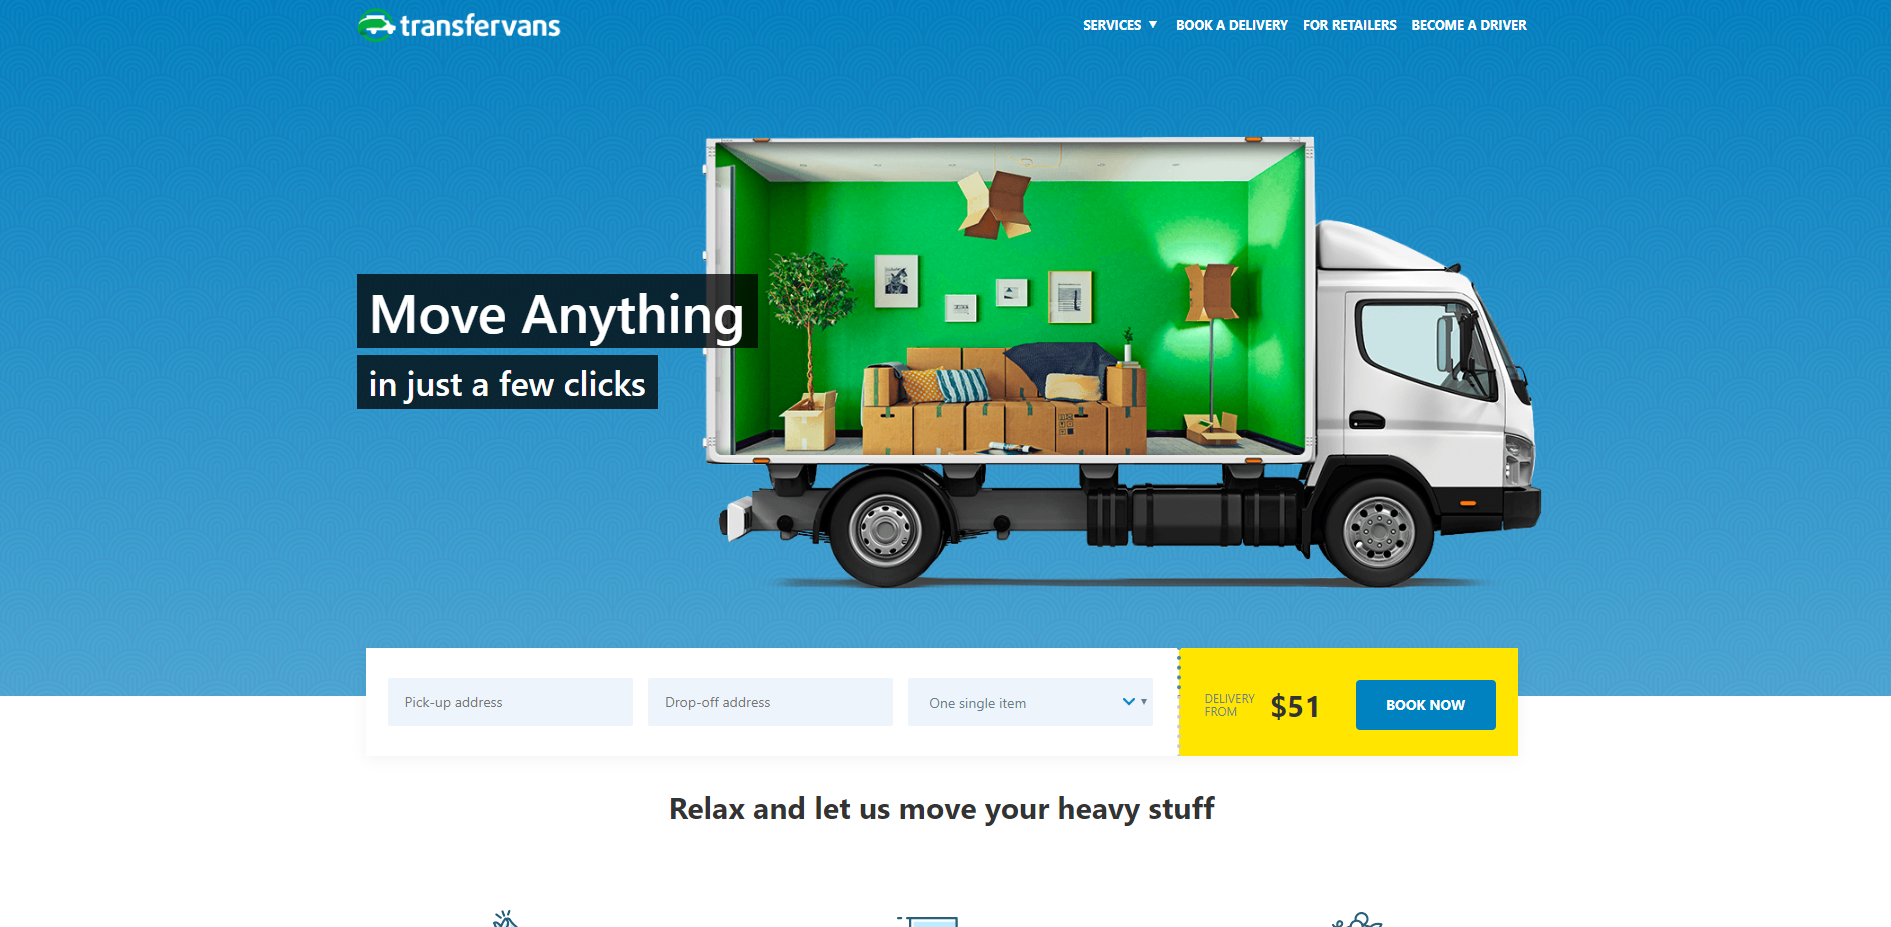 transfervans
SERVICES ▼ BOOK A DELIVERY FOR RETAILERS BECOME A DRIVER
Move Anything
in just a few clicks
Pick-up address
Drop-off address
One single item
DELIVERY
FROM
$51
BOOK NOW
Relax and let us move your heavy stuff